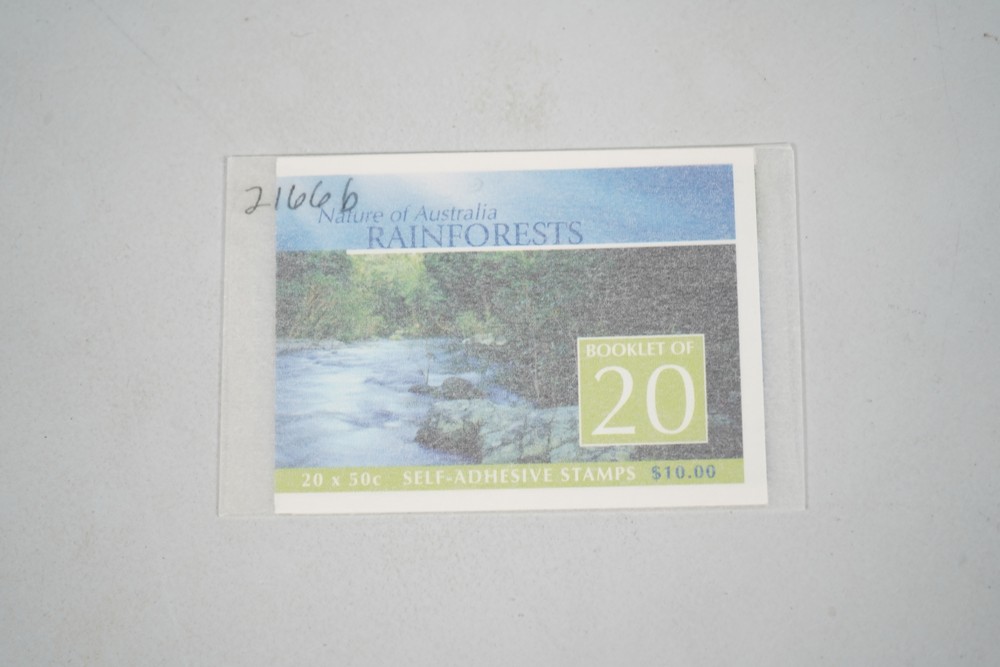 21666
Nature of Australia
RAINFORESTS
BOOKLET OF
20
20 x 50c SELF-ADHESIVE STAMPS $10.00